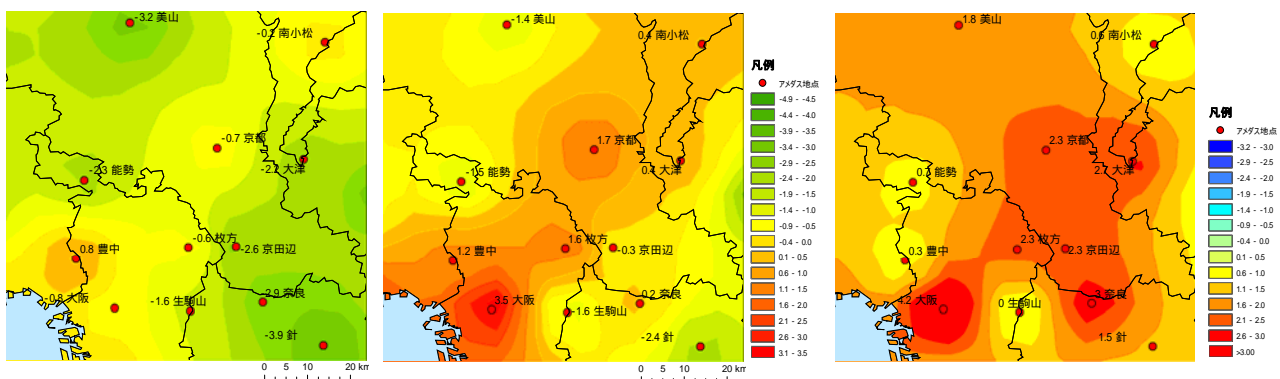 -3.2 美山
-0.2 南小松
-0.7 京都
-2.2 大津
-2.3 能勢
-0.6 枚方
-2.6 京田辺
0.8 豊中
-0.8 大阪
-1.6 生駒山
-2.9 奈良
-3.9 針
0 5 10 20 km
-1.4 美山
0.4 南小松
1.7 京都
0.4 大津
-1.5 能勢
1.6 枚方
-0.3 京田辺
1.2 豊中
3.5 大阪
-1.6 生駒山
0.2 奈良
-2.4 針
0 5 10 20 km
凡例
アメダス地点
-4.9 - -4.5
-4.4 - -4.0
-3.9 - -3.5
-3.4 - -3.0
-2.9 - -2.5
-2.4 - -2.0
-1.9 - -1.5
-1.4 - -1.0
-0.9 - -0.5
-0.4 - 0.0
0.1 - 0.5
0.6 - 1.0
1.1 - 1.5
1.6 - 2.0
2.1 - 2.5
2.6 - 3.0
3.1 - 3.5
1.8 美山
0.6 南小松
2.3 京都
2.7 大津
0.7 能勢
2.3 枚方
2.3 京田辺
0.3 豊中
4.2 大阪
0 生駒山
3 奈良
1.5 針
凡例
アメダス地点
-3.2 - -3.0
-2.9 - -2.5
-2.4 - -2.0
-1.9 - -1.5
-1.4 - -1.0
-0.9 - -0.5
-0.4 - 0.0
0.1 - 0.5
0.6 - 1.0
1.1 - 1.5
1.6 - 2.0
2.1 - 2.5
2.6 - 3.0
>3.00